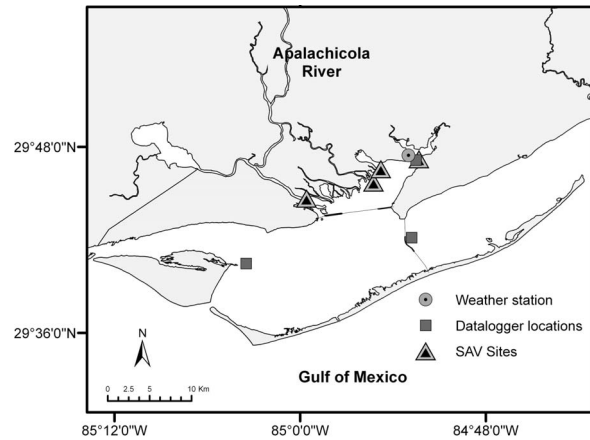 Apalachicola
River
29°48'0"N
29°36'0"N
N
0 2.5 5 10 Km
Weather station
Datalogger locations
SAV Sites
Gulf of Mexico
85°12'0"W
85°0'0"W
84°48'0"W